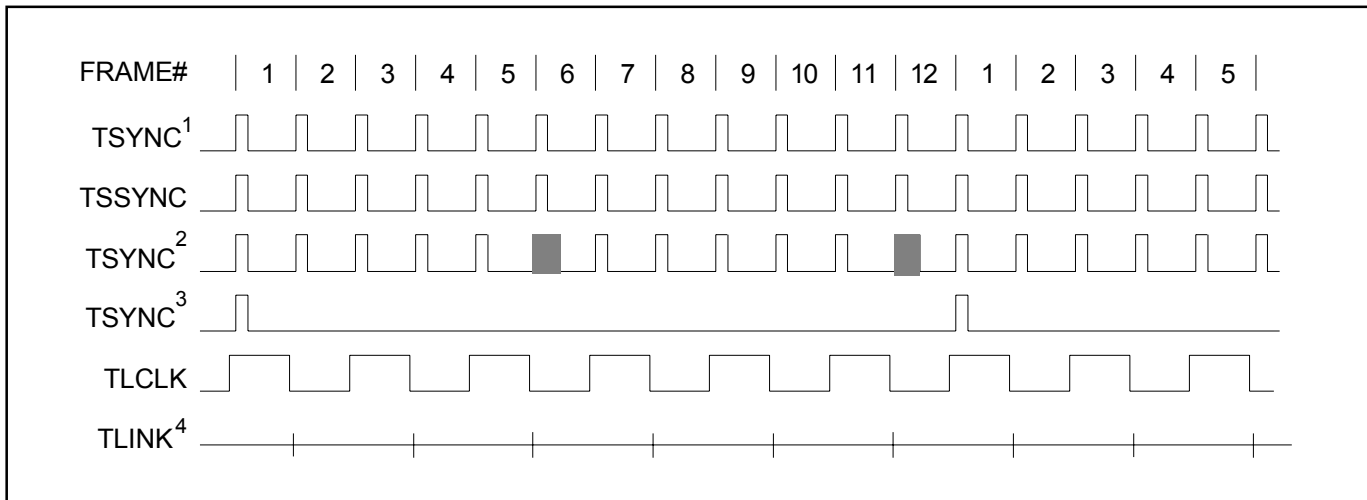 FRAME# 1 2 3 4 5 6 7 8 9 10 11 12 1 2 3 4 5
TSYNC1
TSSYNC
TSYNC2
TSYNC3
TLCLK
TLINK4